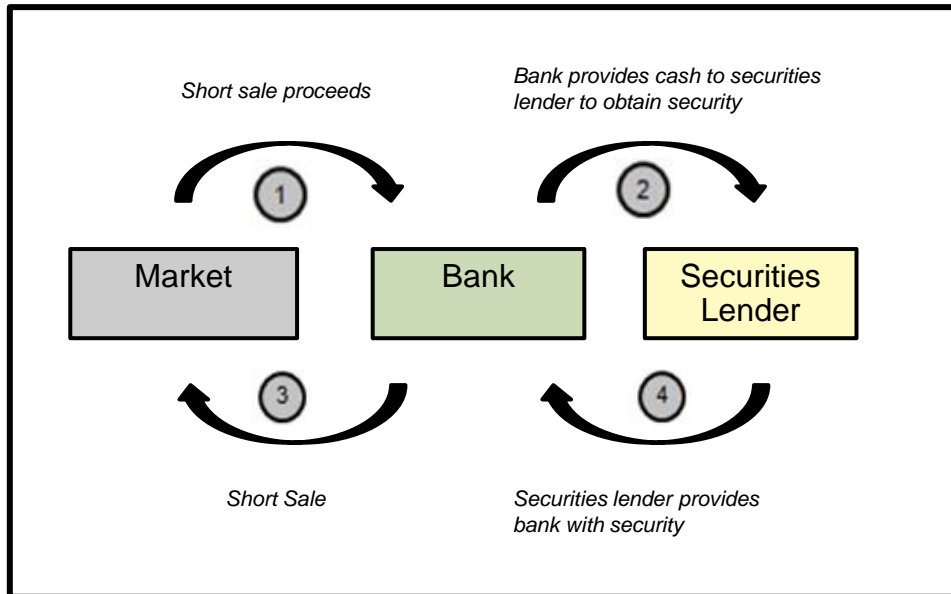 Short sale proceeds
Bank provides cash to securities
lender to obtain security
1
2
Market
Bank
Securities
Lender
3
4
Short Sale
Securities lender provides
bank with security